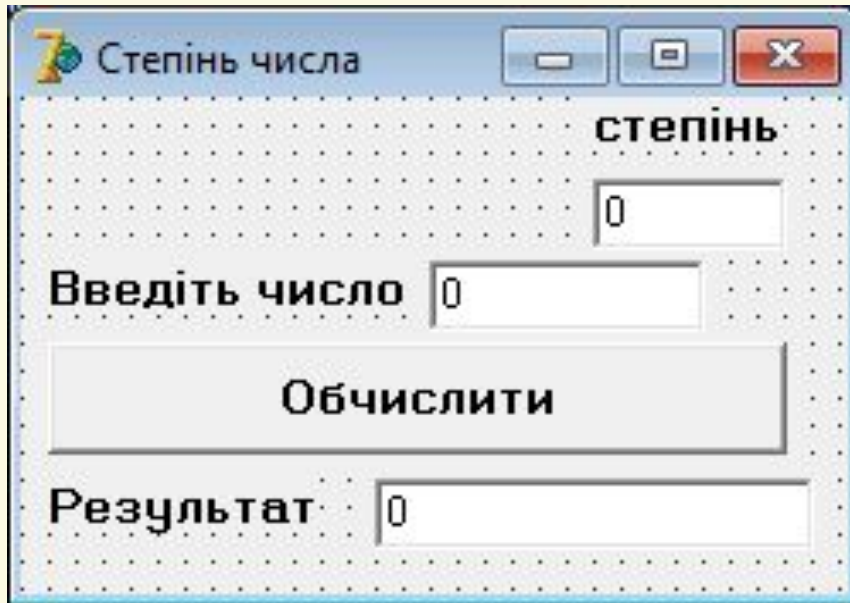 Степінь числа
степінь
0
Введіть число 0
Обчислити
Результат 0